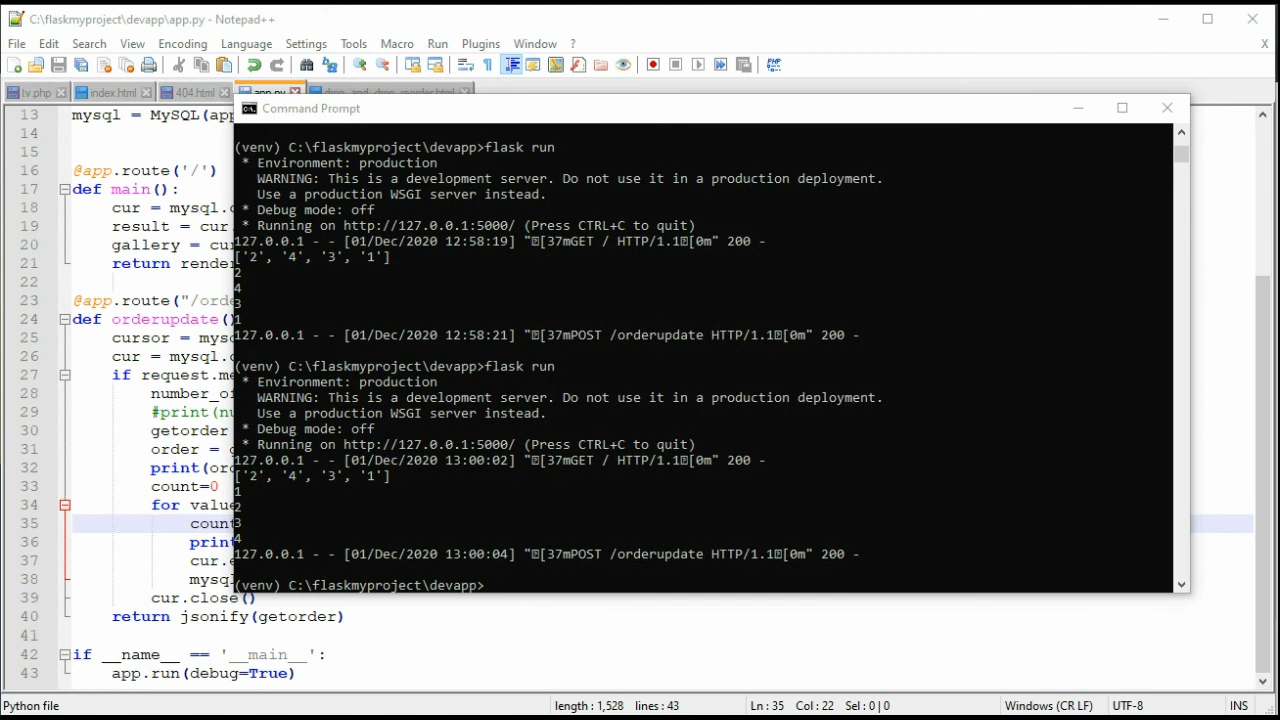 C:\flaskmyproject\devapp\app.py - Notepad++
File Edit Search View Encoding Language Settings Tools Macro Run Plugins Window ? X
tv.php index.html 404.html app.py drag_and_drop_reorder.html
Command Prompt
13 mysql = MySQL(app
14
15
16 @app.route('/')
17 def main():
18 cur = mysql.c
19 result = cur.
20 gallery = cu
21 return render
22
23 @app.route("/orde
24 def orderupdate()
25 cursor = myso
26 cur = mysql.c
27 if request.me
28 number_of
29 #print(nu
30 getorder
31 order = g
32 print(ord
33 count=0
34 for value
35 count
36 print
37 cur.e
38 mysql
39 cur.close()
40 return jsonify(getorder)
41
42 if __name__ == '__main__':
43 app.run(debug=True)
(venv) C:\flaskmyproject\devapp>flask run
* Environment: production
WARNING: This is a development server. Do not use it in a production deployment.
Use a production WSGI server instead.
* Debug mode: off
* Running on http://127.0.0.1:5000/ (Press CTRL+C to quit)
127.0.0.1 - - [01/Dec/2020 12:58:19] "[37mGET / HTTP/1.1[0m" 200 -
['2', '4', '3', '1']
2
4
3
1
127.0.0.1 - - [01/Dec/2020 12:58:21] "[37mPOST /orderupdate HTTP/1.1[0m" 200 -
(venv) C:\flaskmyproject\devapp>flask run
* Environment: production
WARNING: This is a development server. Do not use it in a production deployment.
Use a production WSGI server instead.
* Debug mode: off
* Running on http://127.0.0.1:5000/ (Press CTRL+C to quit)
127.0.0.1 - - [01/Dec/2020 13:00:02] "[37mGET / HTTP/1.1[0m" 200 -
['2', '4', '3', '1']
1
2
3
4
127.0.0.1 - - [01/Dec/2020 13:00:04] "[37mPOST /orderupdate HTTP/1.1[0m" 200 -
(venv) C:\flaskmyproject\devapp>
Python file length : 1,528 lines : 43 Ln : 35 Col : 22 Sel : 0 | 0 Windows (CR LF) UTF-8 INS